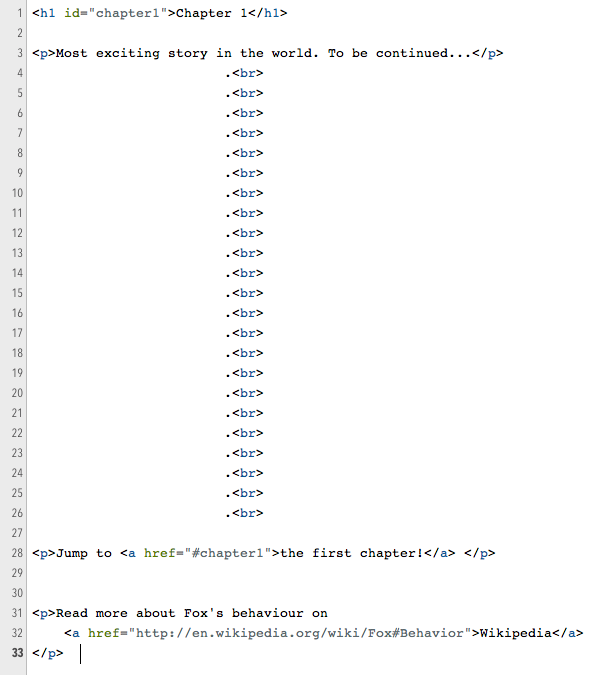 1 <h1 id="chapter1">Chapter 1</h1>
2
3 <p>Most exciting story in the world. To be continued...</p>
4 .<br>
5 .<br>
6 .<br>
7 .<br>
8 .<br>
9 .<br>
10 .<br>
11 .<br>
12 .<br>
13 .<br>
14 .<br>
15 .<br>
16 .<br>
17 .<br>
18 .<br>
19 .<br>
20 .<br>
21 .<br>
22 .<br>
23 .<br>
24 .<br>
25 .<br>
26 .<br>
27
28 <p>Jump to <a href="#chapter1">the first chapter!</a> </p>
29
30
31 <p>Read more about Fox's behaviour on
32 <a href="http://en.wikipedia.org/wiki/Fox#Behavior">Wikipedia</a>
33 </p>